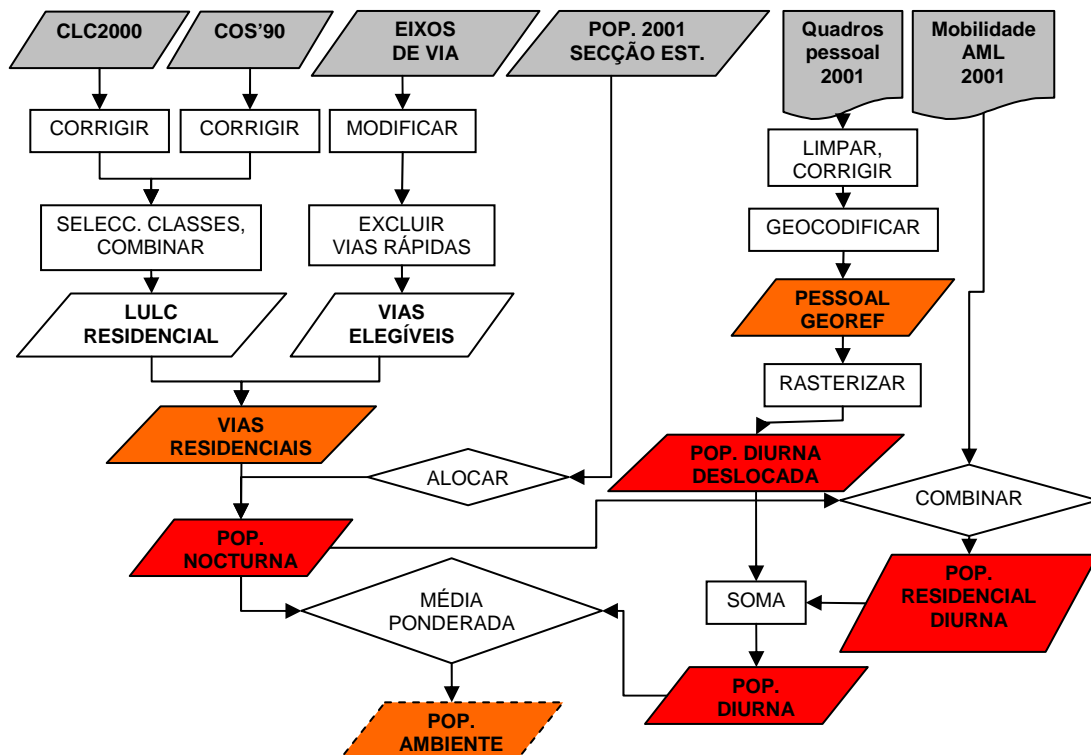 CLC2000
COS'90
EIXOS
DE VIA
POP. 2001
SECÇÃO EST.
Quadros
pessoal
2001
Mobilidade
AML
2001
CORRIGIR
CORRIGIR
MODIFICAR
LIMPAR,
CORRIGIR
SELECC. CLASSES,
COMBINAR
EXCLUIR
VIAS RÁPIDAS
GEOCODIFICAR
LULC
RESIDENCIAL
VIAS
ELEGÍVEIS
PESSOAL
GEOREF
RASTERIZAR
VIAS
RESIDENCIAIS
ALOCAR
POP. DIURNA
DESLOCADA
COMBINAR
POP.
NOCTURNA
MÉDIA
PONDERADA
SOMA
POP.
RESIDENCIAL
DIURNA
POP.
DIURNA
POP.
AMBIENTE